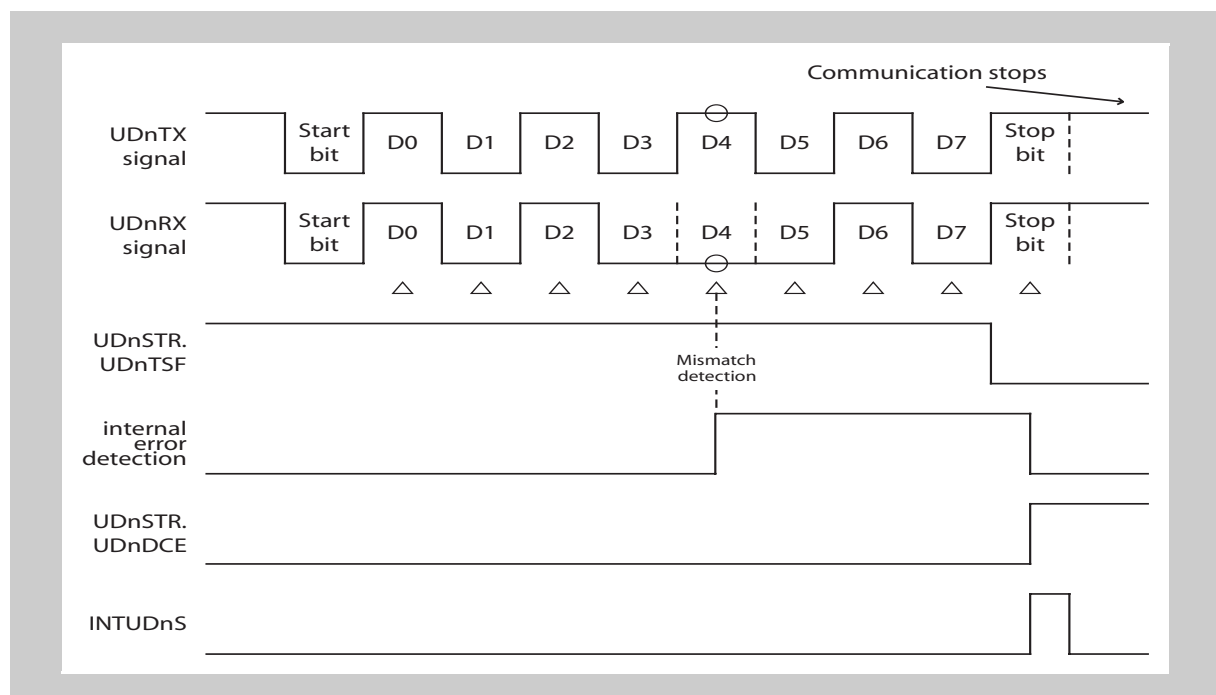 Communication stops
UDnTX
signal
Start
bit
D0
D1
D2
D3
D4
D5
D6
D7
Stop
bit
UDnRX
signal
Start
bit
D0
D1
D2
D3
D4
D5
D6
D7
Stop
bit
UDnSTR.
UDnTSF
Mismatch
detection
internal
error
detection
UDnSTR.
UDnDCE
INTUDnS